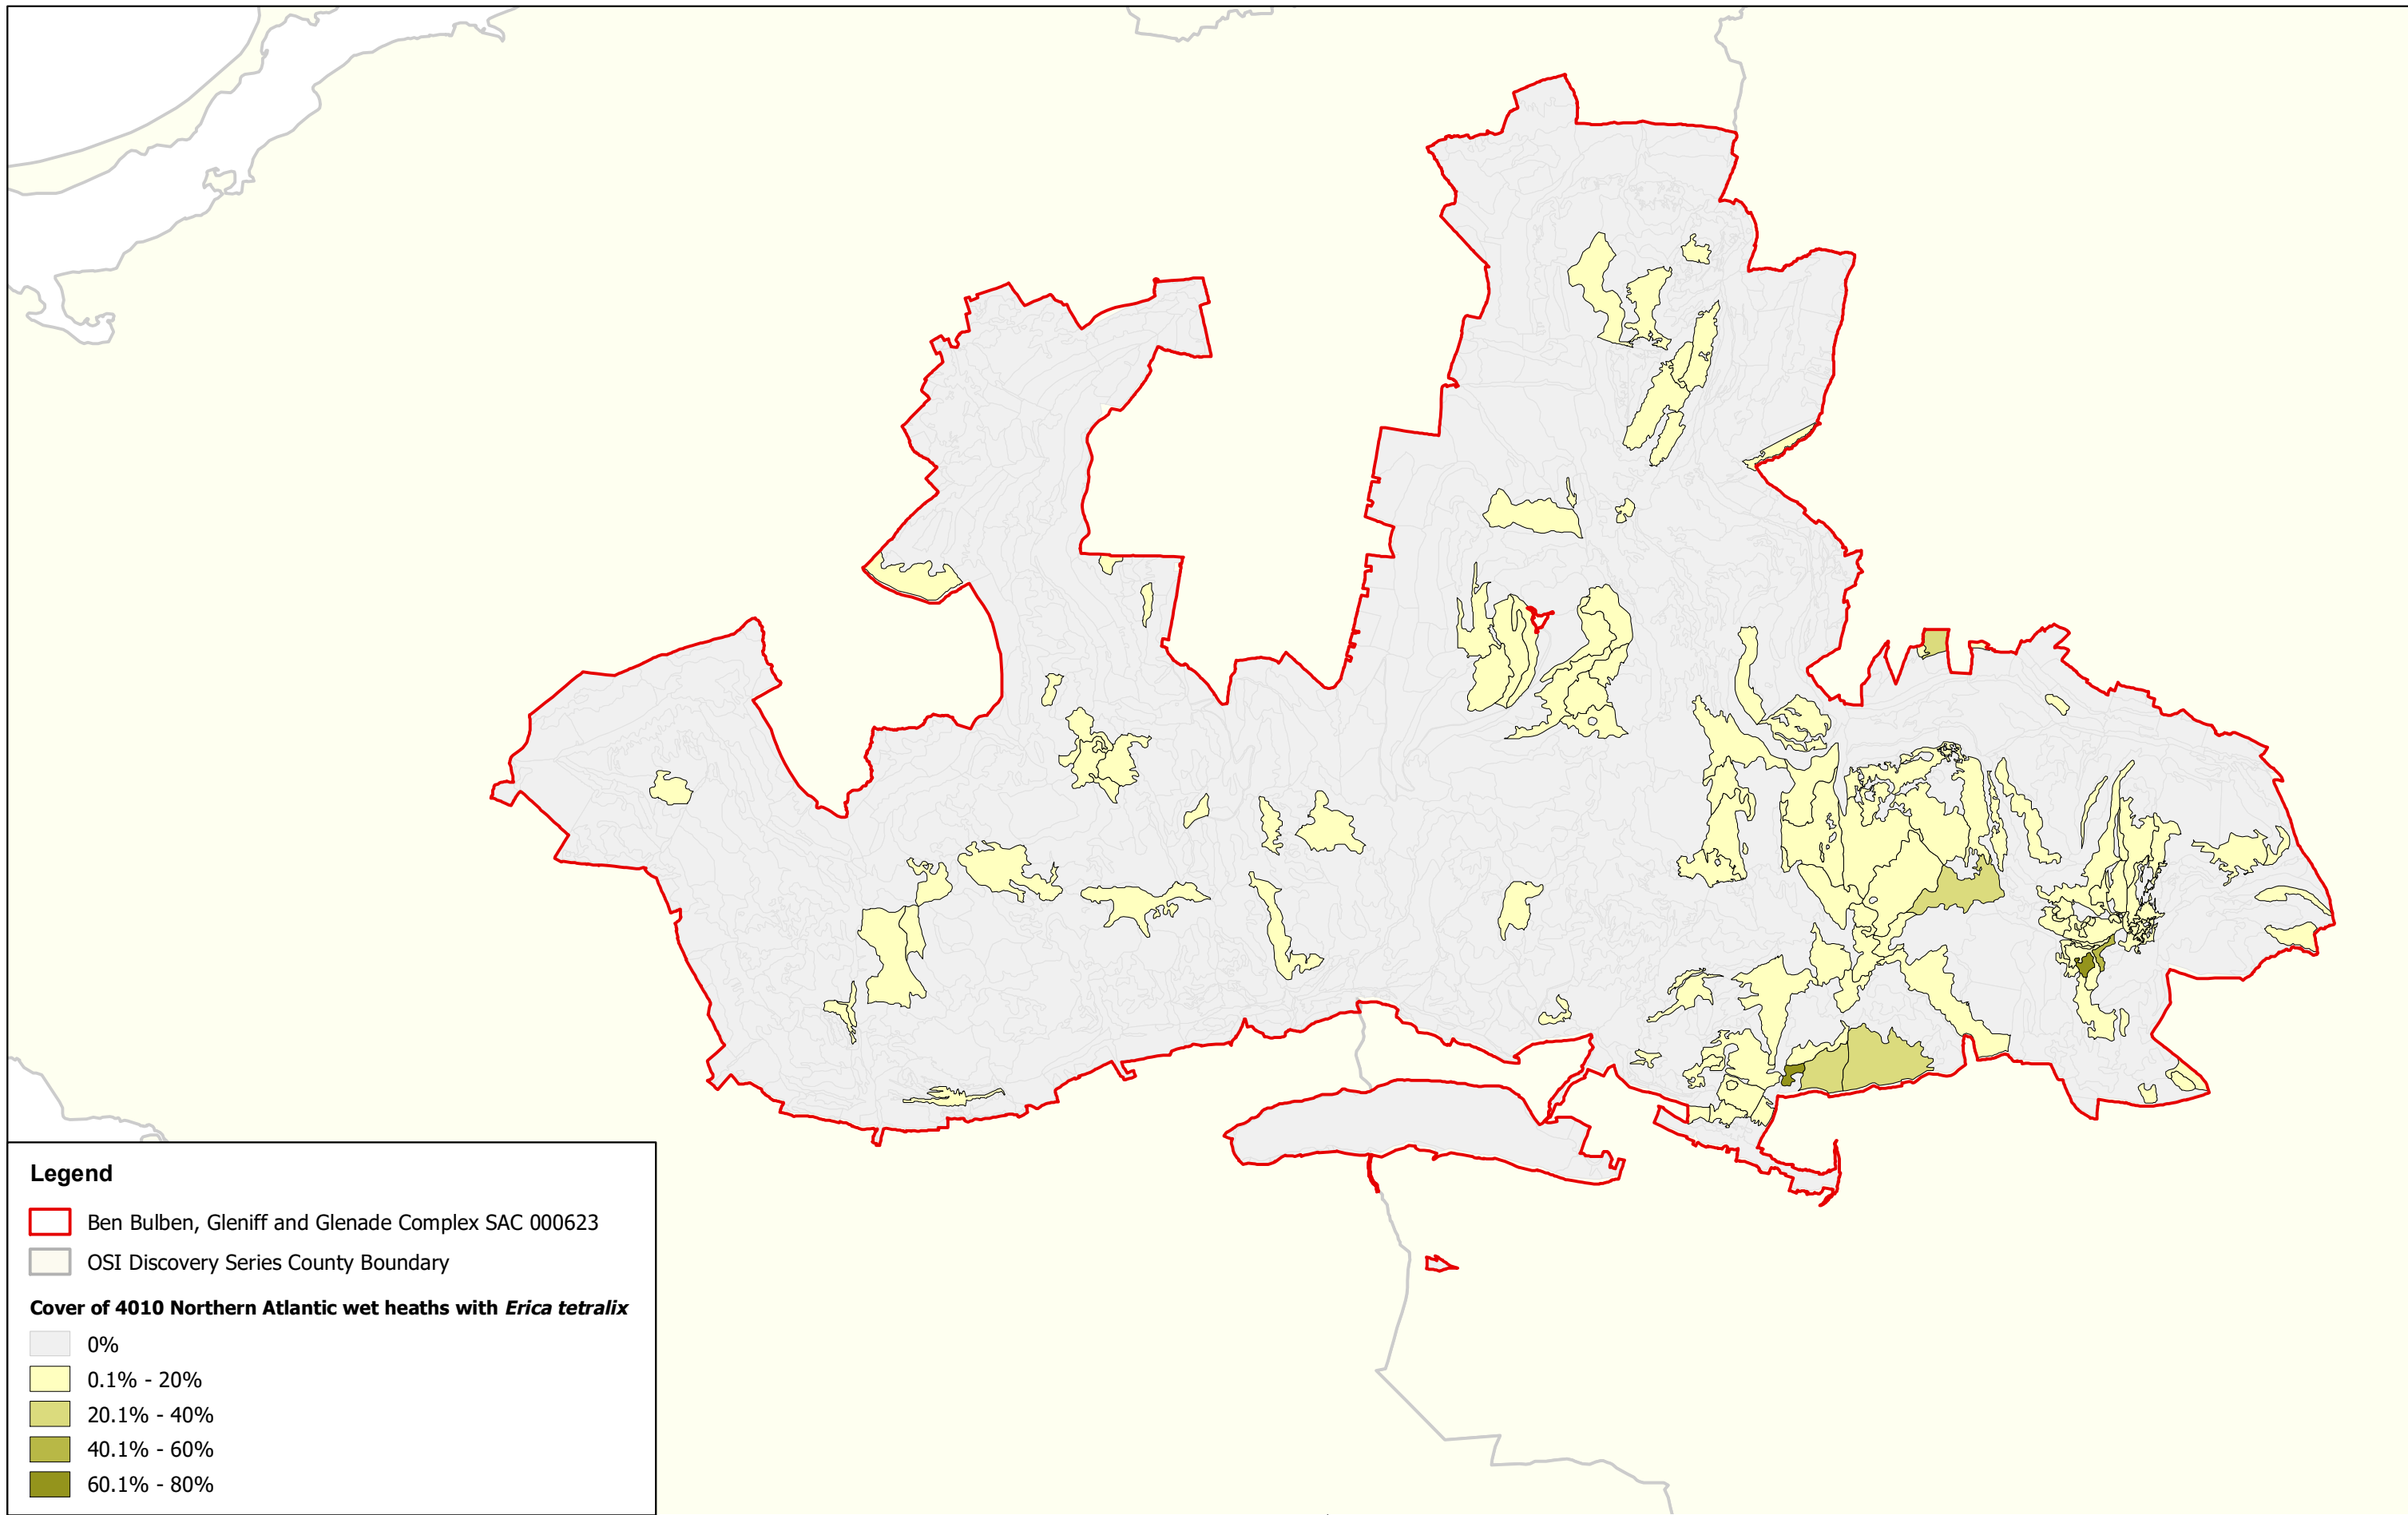 Legend
Ben Bulben, Gleniff and Glenade Complex SAC 000623
OSI Discovery Series County Boundary
Cover of 4010 Northern Atlantic wet heaths with Erica tetralix
0%
0.1% - 20%
20.1% - 40%
40.1% - 60%
60.1% - 80%